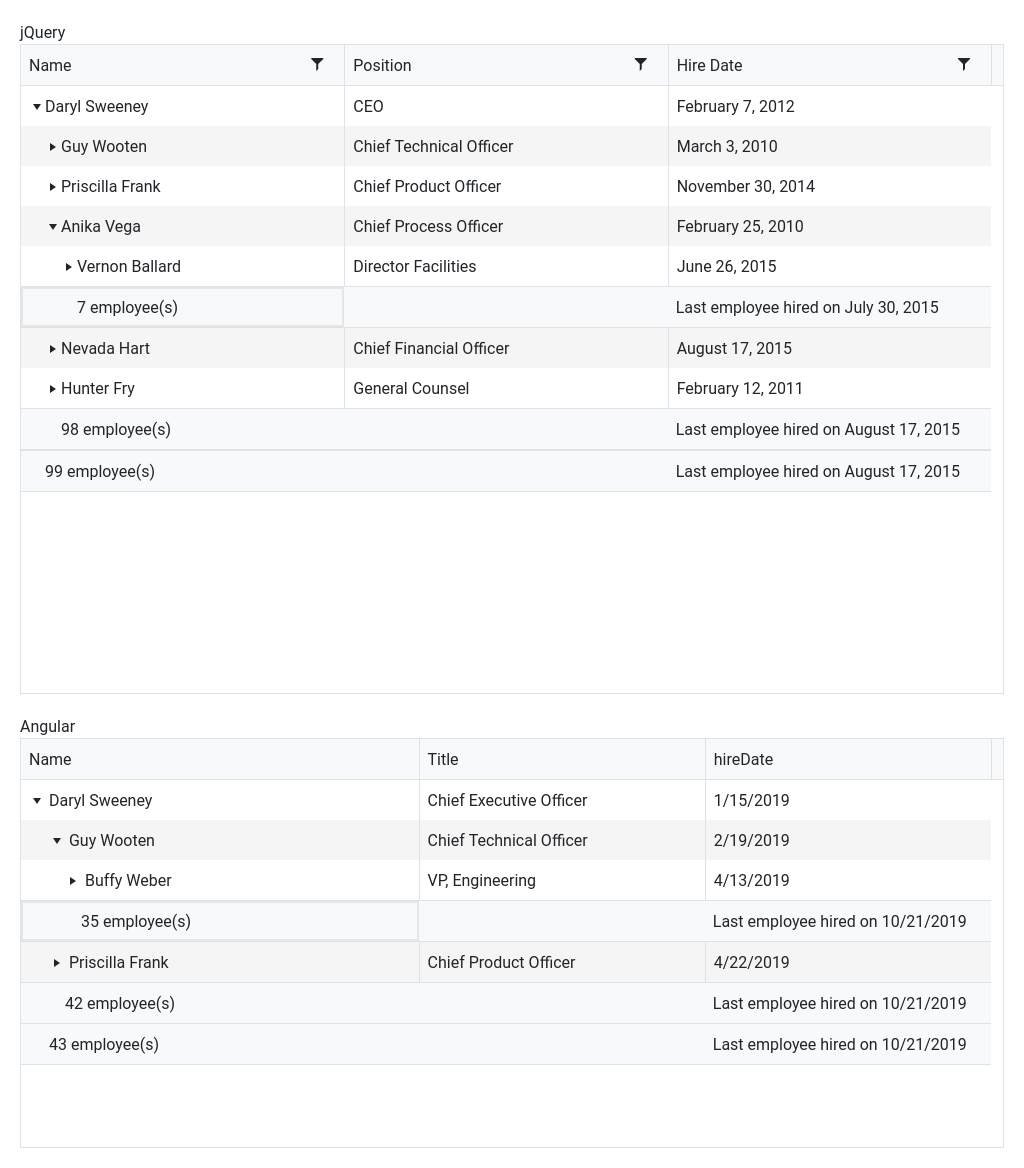 jQuery
Name Position Hire Date
Daryl Sweeney CEO February 7, 2012
Guy Wooten Chief Technical Officer March 3, 2010
Priscilla Frank Chief Product Officer November 30, 2014
Anika Vega Chief Process Officer February 25, 2010
Vernon Ballard Director Facilities June 26, 2015
7 employee(s) Last employee hired on July 30, 2015
Nevada Hart Chief Financial Officer August 17, 2015
Hunter Fry General Counsel February 12, 2011
98 employee(s) Last employee hired on August 17, 2015
99 employee(s) Last employee hired on August 17, 2015
Angular
Name Title hireDate
Daryl Sweeney Chief Executive Officer 1/15/2019
Guy Wooten Chief Technical Officer 2/19/2019
Buffy Weber VP, Engineering 4/13/2019
35 employee(s) Last employee hired on 10/21/2019
Priscilla Frank Chief Product Officer 4/22/2019
42 employee(s) Last employee hired on 10/21/2019
43 employee(s) Last employee hired on 10/21/2019